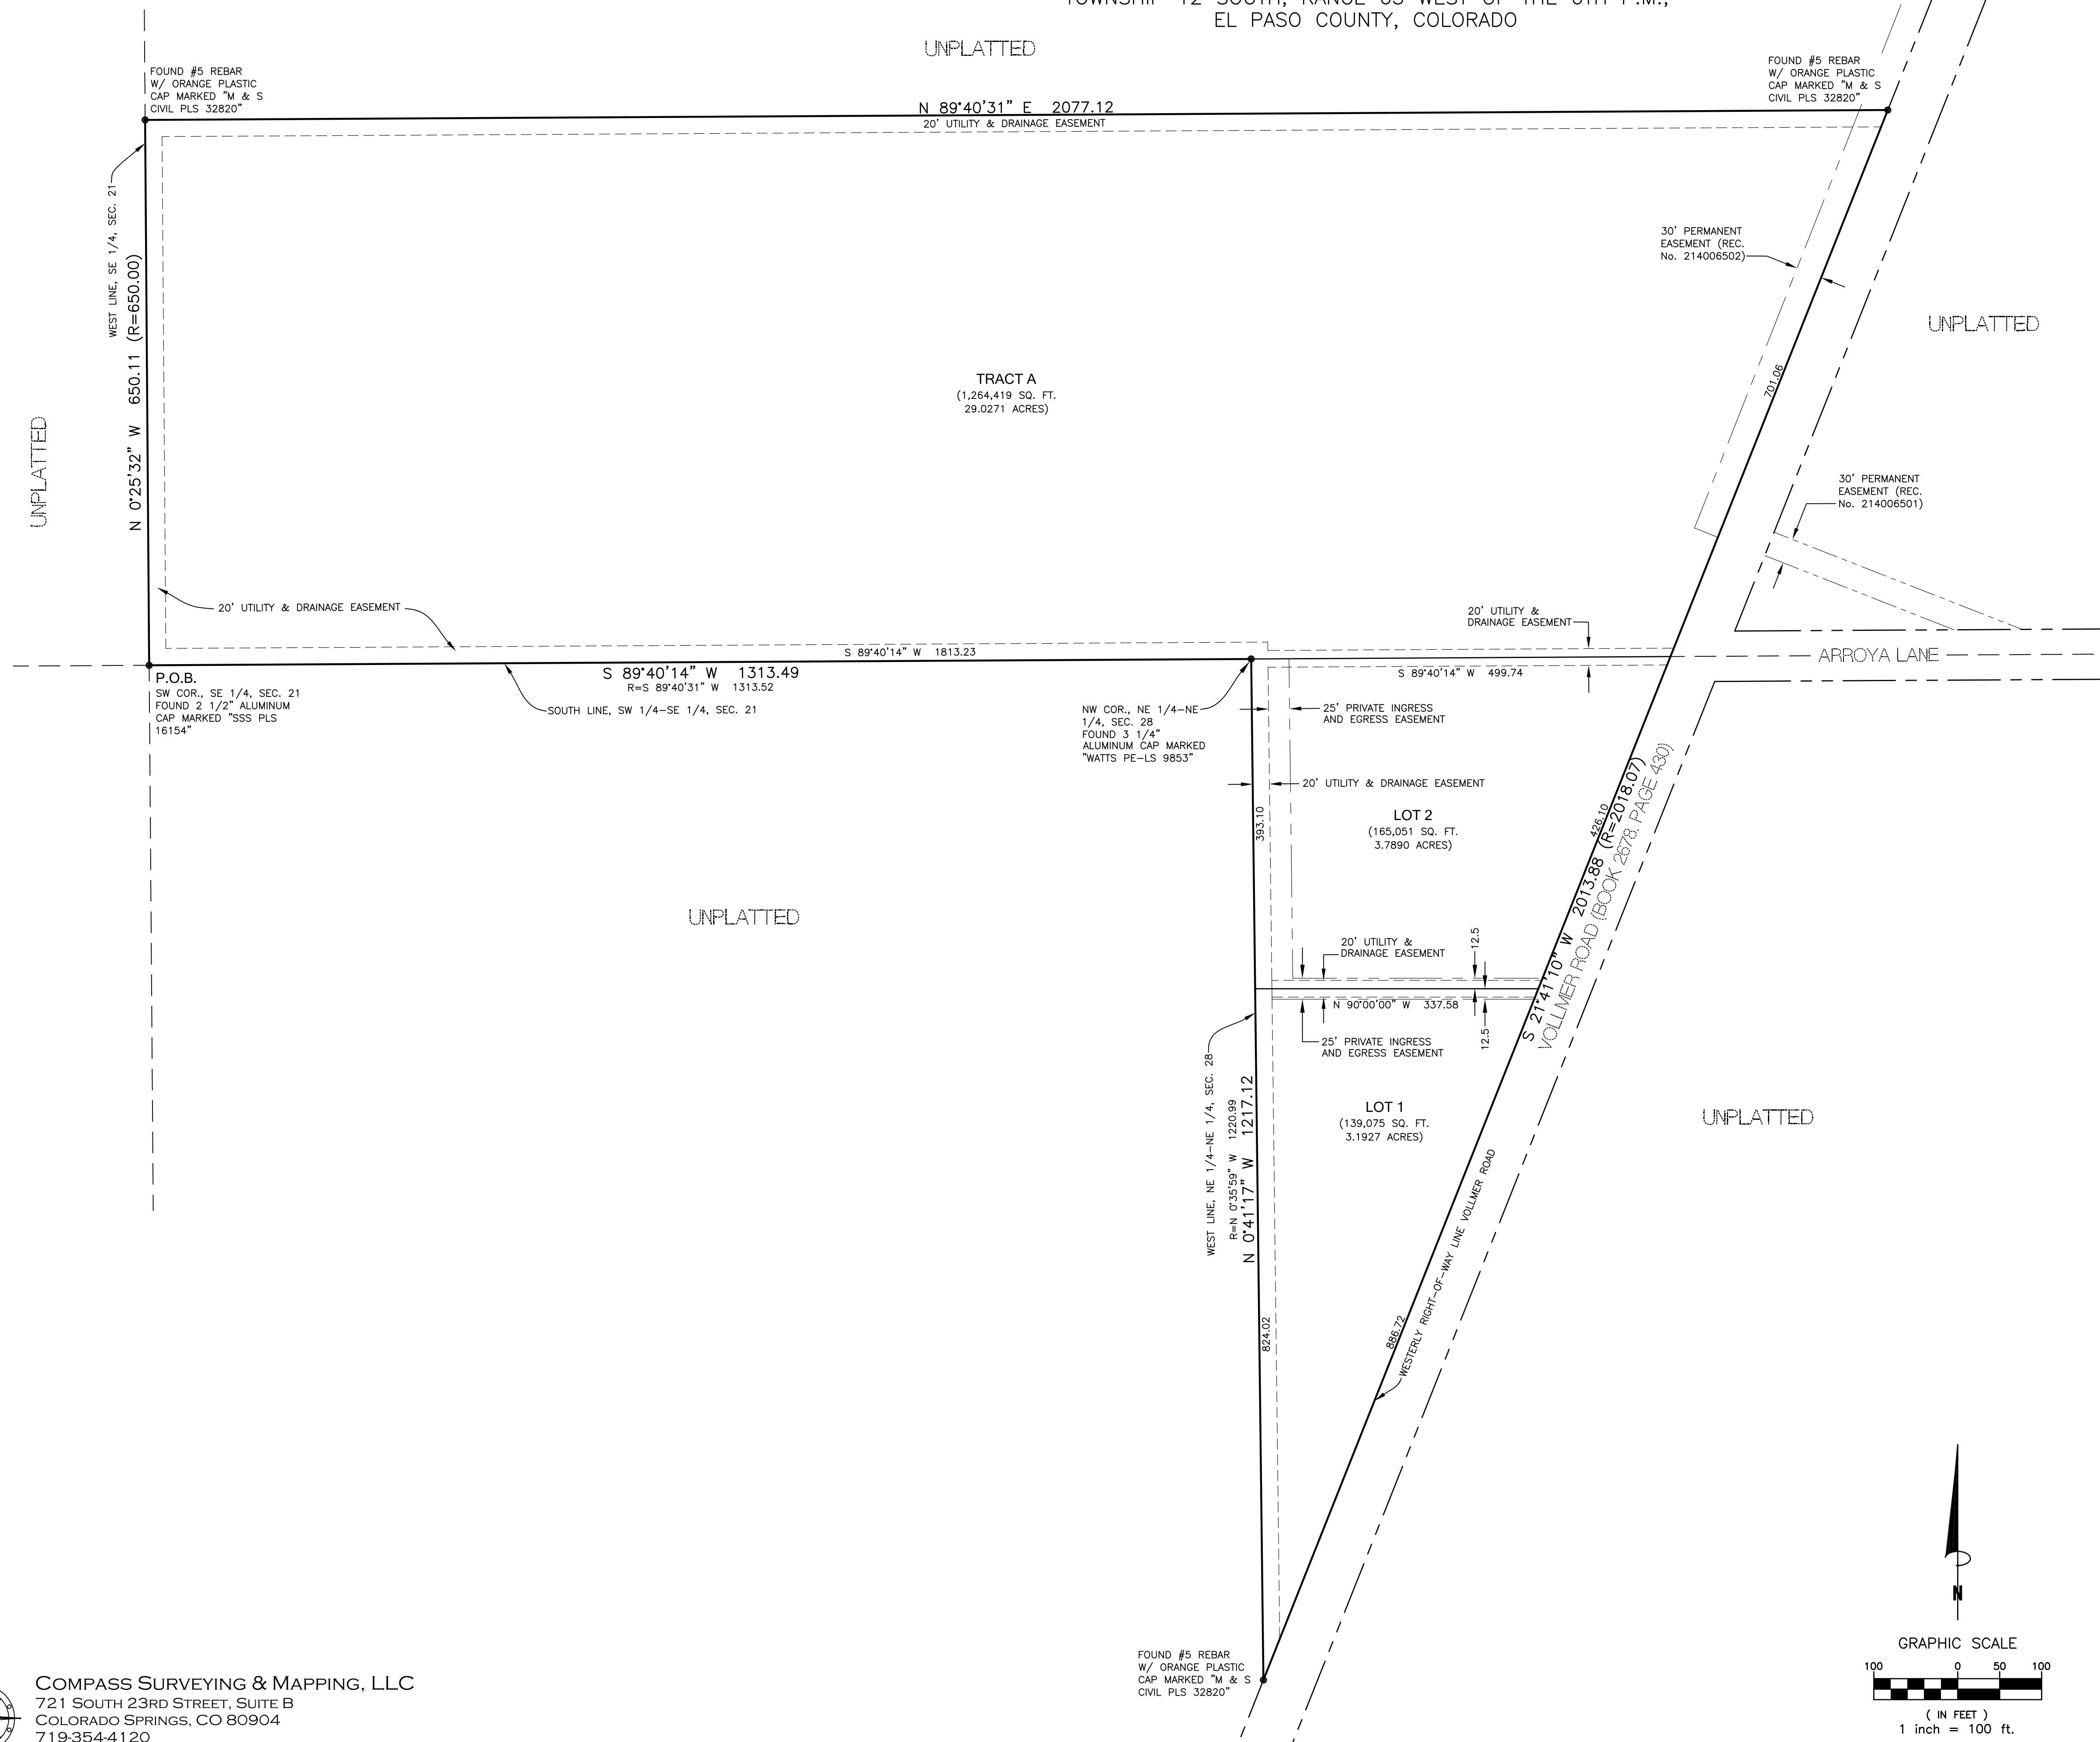 EL PASO COUNTY, COLORADO
UNPLATTED
FOUND #5 REBAR
W/ ORANGE PLASTIC
CAP MARKED "M & S
CIVIL PLS 32820"
FOUND #5 REBAR
W/ ORANGE PLASTIC
CAP MARKED "M & S
CIVIL PLS 32820"
N 89°40'31" E 2077.12
20' UTILITY & DRAINAGE EASEMENT
WEST LINE, SE 1/4, SEC. 21
N 0°25'32" W 650.11 (R=650.00)
UNPLATTED
30' PERMANENT
EASEMENT (REC.
No. 214006502)
UNPLATTED
TRACT A
(1,264,419 SQ. FT.
29.0271 ACRES)
701.06
30' PERMANENT
EASEMENT (REC.
No. 214006501)
20' UTILITY & DRAINAGE EASEMENT
20' UTILITY &
DRAINAGE EASEMENT
S 89°40'14" W 1813.23
S 89°40'14" W 1313.49
R=S 89°40'31" W 1313.52
SOUTH LINE, SW 1/4-SE 1/4, SEC. 21
P.O.B.
SW COR., SE 1/4, SEC. 21
FOUND 2 1/2" ALUMINUM
CAP MARKED "SSS PLS
16154"
S 89°40'14" W 499.74
ARROYA LANE
NW COR., NE 1/4-NE
1/4, SEC. 28
FOUND 3 1/4"
ALUMINUM CAP MARKED
"WATTS PE-LS 9853"
25' PRIVATE INGRESS
AND EGRESS EASEMENT
20' UTILITY & DRAINAGE EASEMENT
393.10
LOT 2
(165,051 SQ. FT.
3.7890 ACRES)
426.10
S 21°41'10" W 2013.88 (R=2018.07)
VOLLMER ROAD (BOOK 2678, PAGE 430)
UNPLATTED
20' UTILITY &
DRAINAGE EASEMENT
12.5
N 90°00'00" W 337.58
12.5
25' PRIVATE INGRESS
AND EGRESS EASEMENT
WEST LINE, NE 1/4-NE 1/4, SEC. 28
R=N 0°35'59" W 1220.99
N 0°41'17" W 1217.12
LOT 1
(139,075 SQ. FT.
3.1927 ACRES)
UNPLATTED
824.02
886.72
WESTERLY RIGHT-OF-WAY LINE VOLLMER ROAD
FOUND #5 REBAR
W/ ORANGE PLASTIC
CAP MARKED "M & S
CIVIL PLS 32820"
N
GRAPHIC SCALE
100 0 50 100
( IN FEET )
1 inch = 100 ft.
COMPASS SURVEYING & MAPPING, LLC
721 SOUTH 23RD STREET, SUITE B
COLORADO SPRINGS, CO 80904
719-354-4120